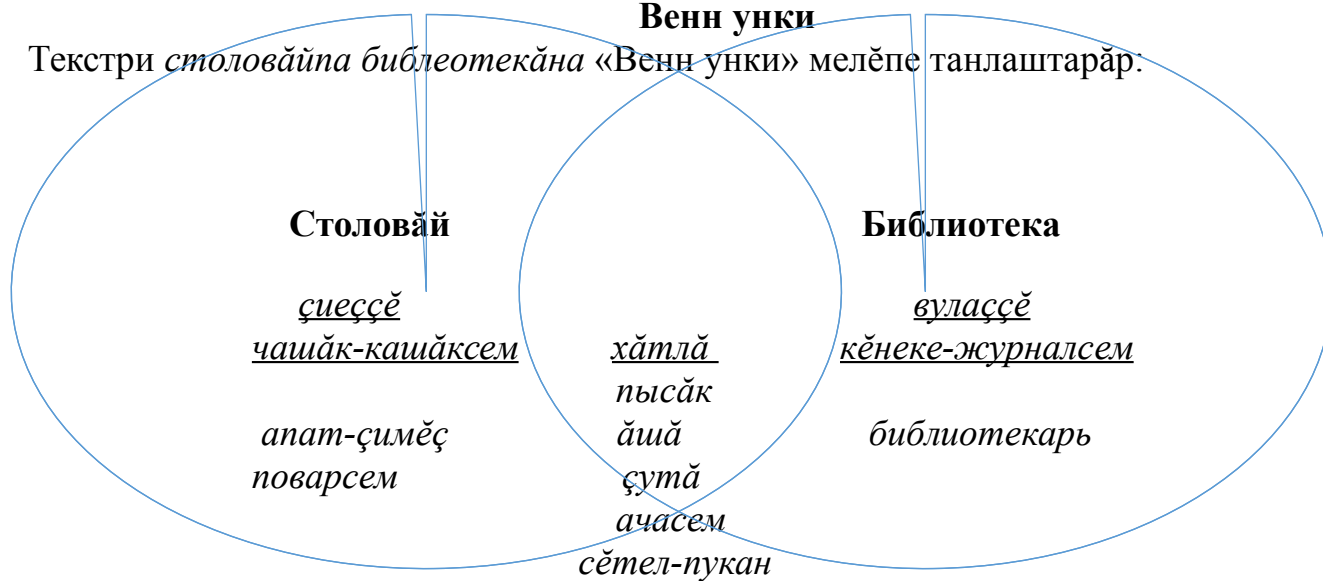 Венн унки
Текстри столовăйпа библеотекăна «Венн унки» мелĕпе танлаштарăр:
Столовăй Библиотека
çиеççĕ вулаççĕ
чашăк-кашăксем хăтлă кĕнеке-журналсем
пысăк
апат-çимĕç ăшă библиотекарь
поварсем çутă
ачасем
сĕтел-пукан